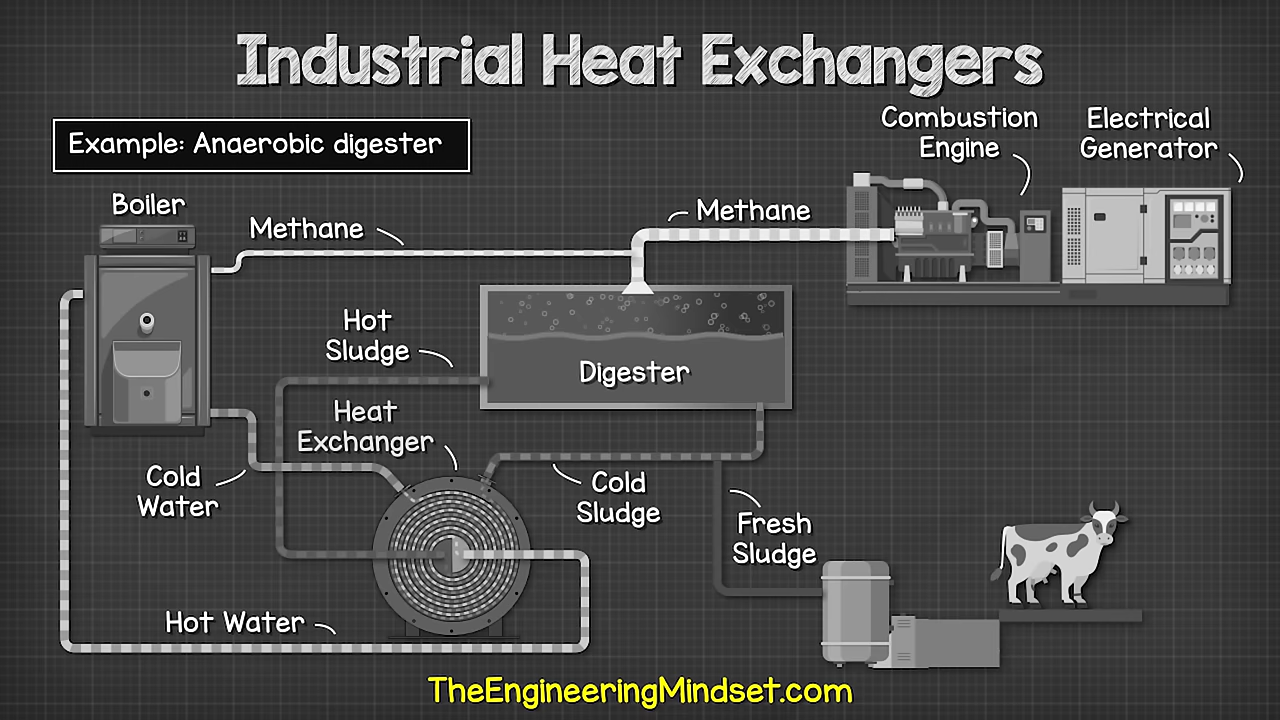 Industrial Heat Exchangers
Example: Anaerobic digester
Combustion
Engine
Electrical
Generator
Boiler
Methane
Methane
Hot
Sludge
Digester
Heat
Exchanger
Cold
Water
Cold
Sludge
Fresh
Sludge
Hot Water
TheEngineeringMindset.com